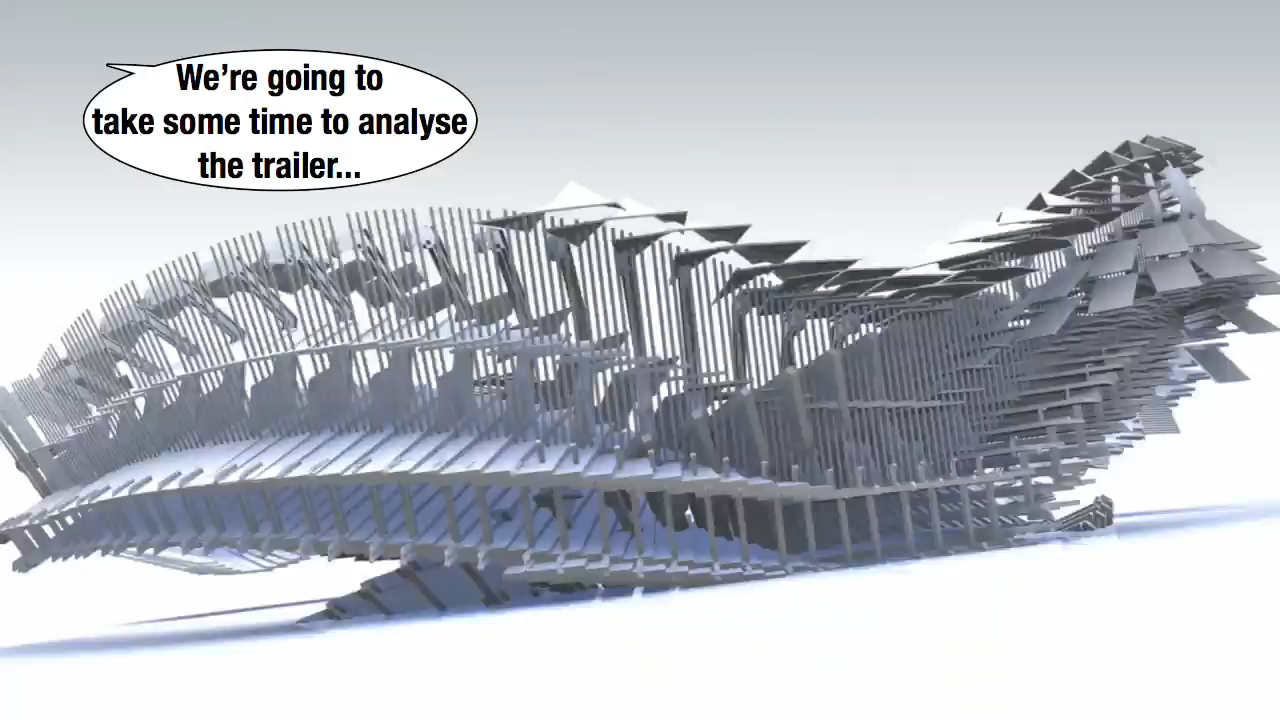 We’re going to
take some time to analyse
the trailer...